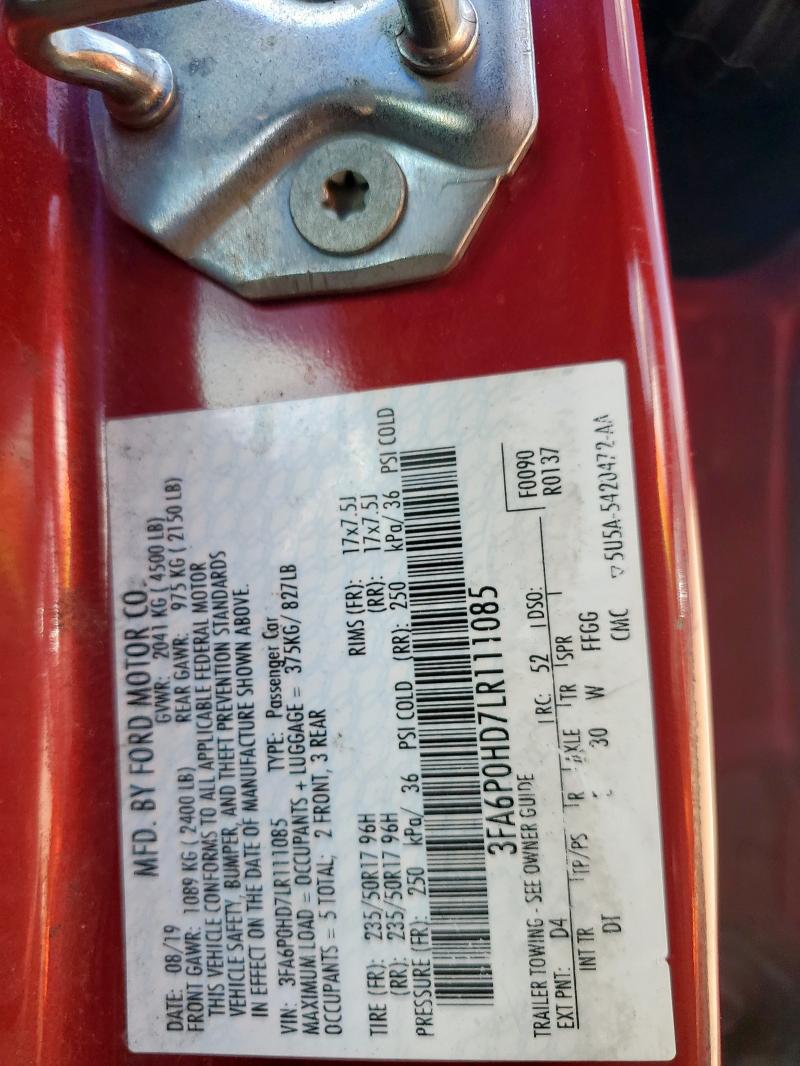 MFD. BY FORD MOTOR CO.
DATE: 08/19 GVWR: 2041 KG ( 4500 LB)
FRONT GAWR: 1089 KG ( 2400 LB) REAR GAWR: 975 KG ( 2150 LB)
THIS VEHICLE CONFORMS TO ALL APPLICABLE FEDERAL MOTOR
VEHICLE SAFETY, BUMPER, AND THEFT PREVENTION STANDARDS
IN EFFECT ON THE DATE OF MANUFACTURE SHOWN ABOVE.
VIN: 3FA6P0HD7LR111085 TYPE: Passenger Car
MAXIMUM LOAD = OCCUPANTS + LUGGAGE = 375KG/ 827LB
OCCUPANTS = 5 TOTAL; 2 FRONT, 3 REAR
TIRE (FR): 235/50R17 96H RIMS (FR): 17x7.5J
(RR): 235/50R17 96H (RR): 17x7.5J
PRESSURE (FR): 250 kPa/ 36 PSI COLD (RR): 250 kPa/ 36 PSI COLD
3FA6P0HD7LR111085
TRAILER TOWING - SEE OWNER GUIDE F0090
EXT PNT: D4 RC: 52 DSO: R0137
INT TR TP/PS R AXLE TR SPR
DT 30 W FFGG
CMC ▽5U5A-5420472-AA